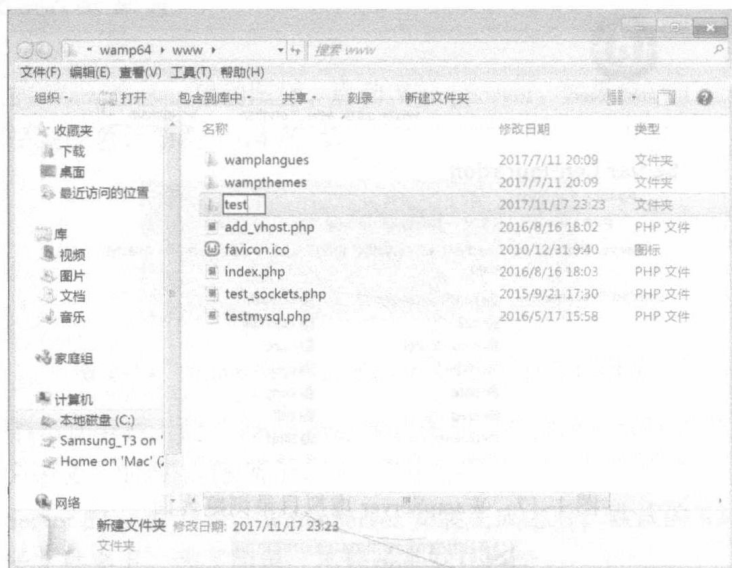 wamp64 ▸ www ▸ 搜索 www
文件(F) 编辑(E) 查看(V) 工具(T) 帮助(H)
组织 打开 包含到库中 共享 刻录 新建文件夹
收藏夹
下载
桌面
最近访问的位置
库
视频
图片
文档
音乐
家庭组
计算机
本地磁盘 (C:)
Samsung_T3 on '
Home on 'Mac' (
网络
名称 修改日期 类型
wamplangues 2017/7/11 20:09 文件夹
wampthemes 2017/7/11 20:09 文件夹
test 2017/11/17 23:23 文件夹
add_vhost.php 2016/8/16 18:02 PHP 文件
favicon.ico 2010/12/31 9:40 图标
index.php 2016/8/16 18:03 PHP 文件
test_sockets.php 2015/9/21 17:30 PHP 文件
testmysql.php 2016/5/17 15:58 PHP 文件
新建文件夹 修改日期: 2017/11/17 23:23
文件夹